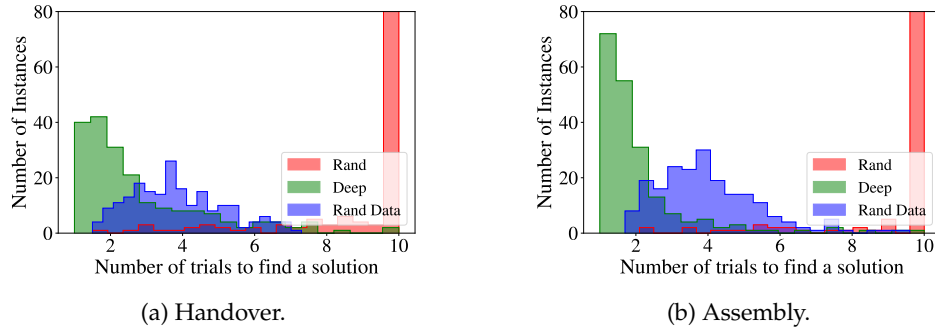 80
60
40
20
0
Number of Instances
Rand
Deep
Rand Data
2 4 6 8 10
Number of trials to find a solution
(a) Handover.
80
60
40
20
0
Number of Instances
Rand
Deep
Rand Data
2 4 6 8 10
Number of trials to find a solution
(b) Assembly.